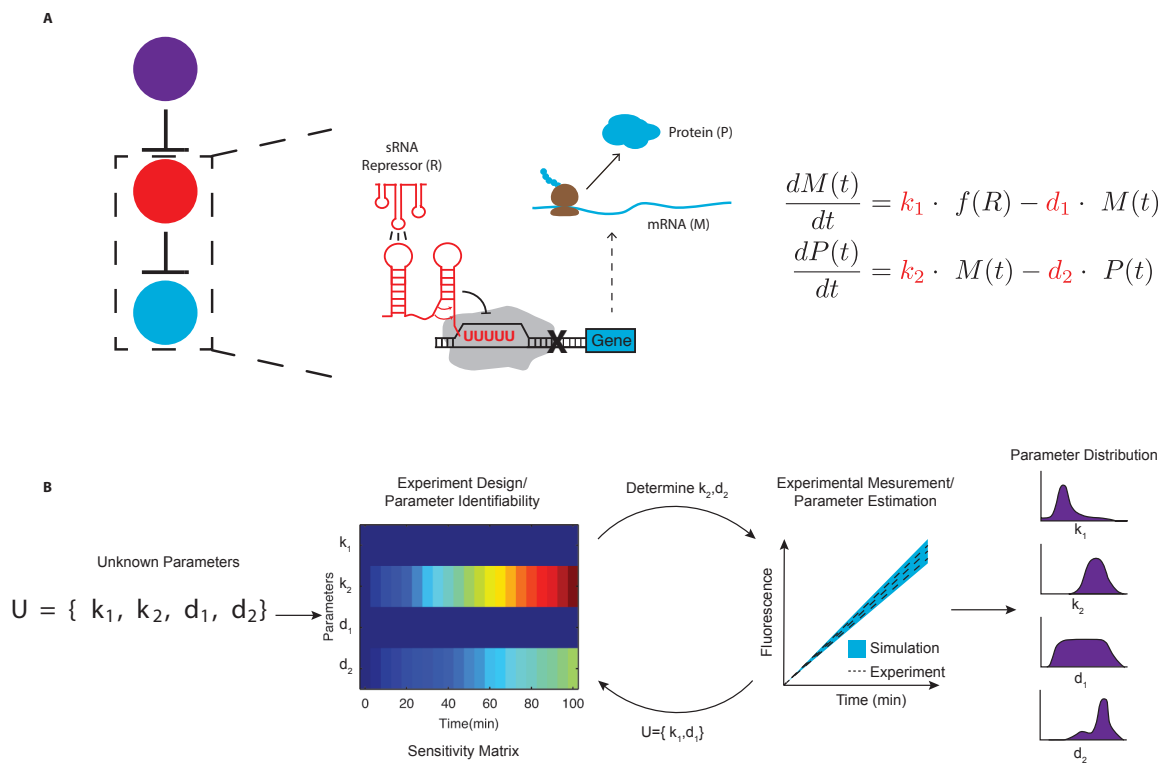 A
sRNA
Repressor (R)
Protein (P)
mRNA (M)
UUUUU
X
Gene
dM(t)/dt = k₁ · f(R) − d₁ · M(t)
dP(t)/dt = k₂ · M(t) − d₂ · P(t)
B
Unknown Parameters
U = { k₁, k₂, d₁, d₂}
Experiment Design/
Parameter Identifiability
Parameters
k₁
k₂
d₁
d₂
0 20 40 60 80 100
Time(min)
Sensitivity Matrix
Determine k₂,d₂
U={ k₁,d₁}
Experimental Mesurement/
Parameter Estimation
Fluorescence
Simulation
Experiment
Time (min)
Parameter Distribution
k₁
k₂
d₁
d₂